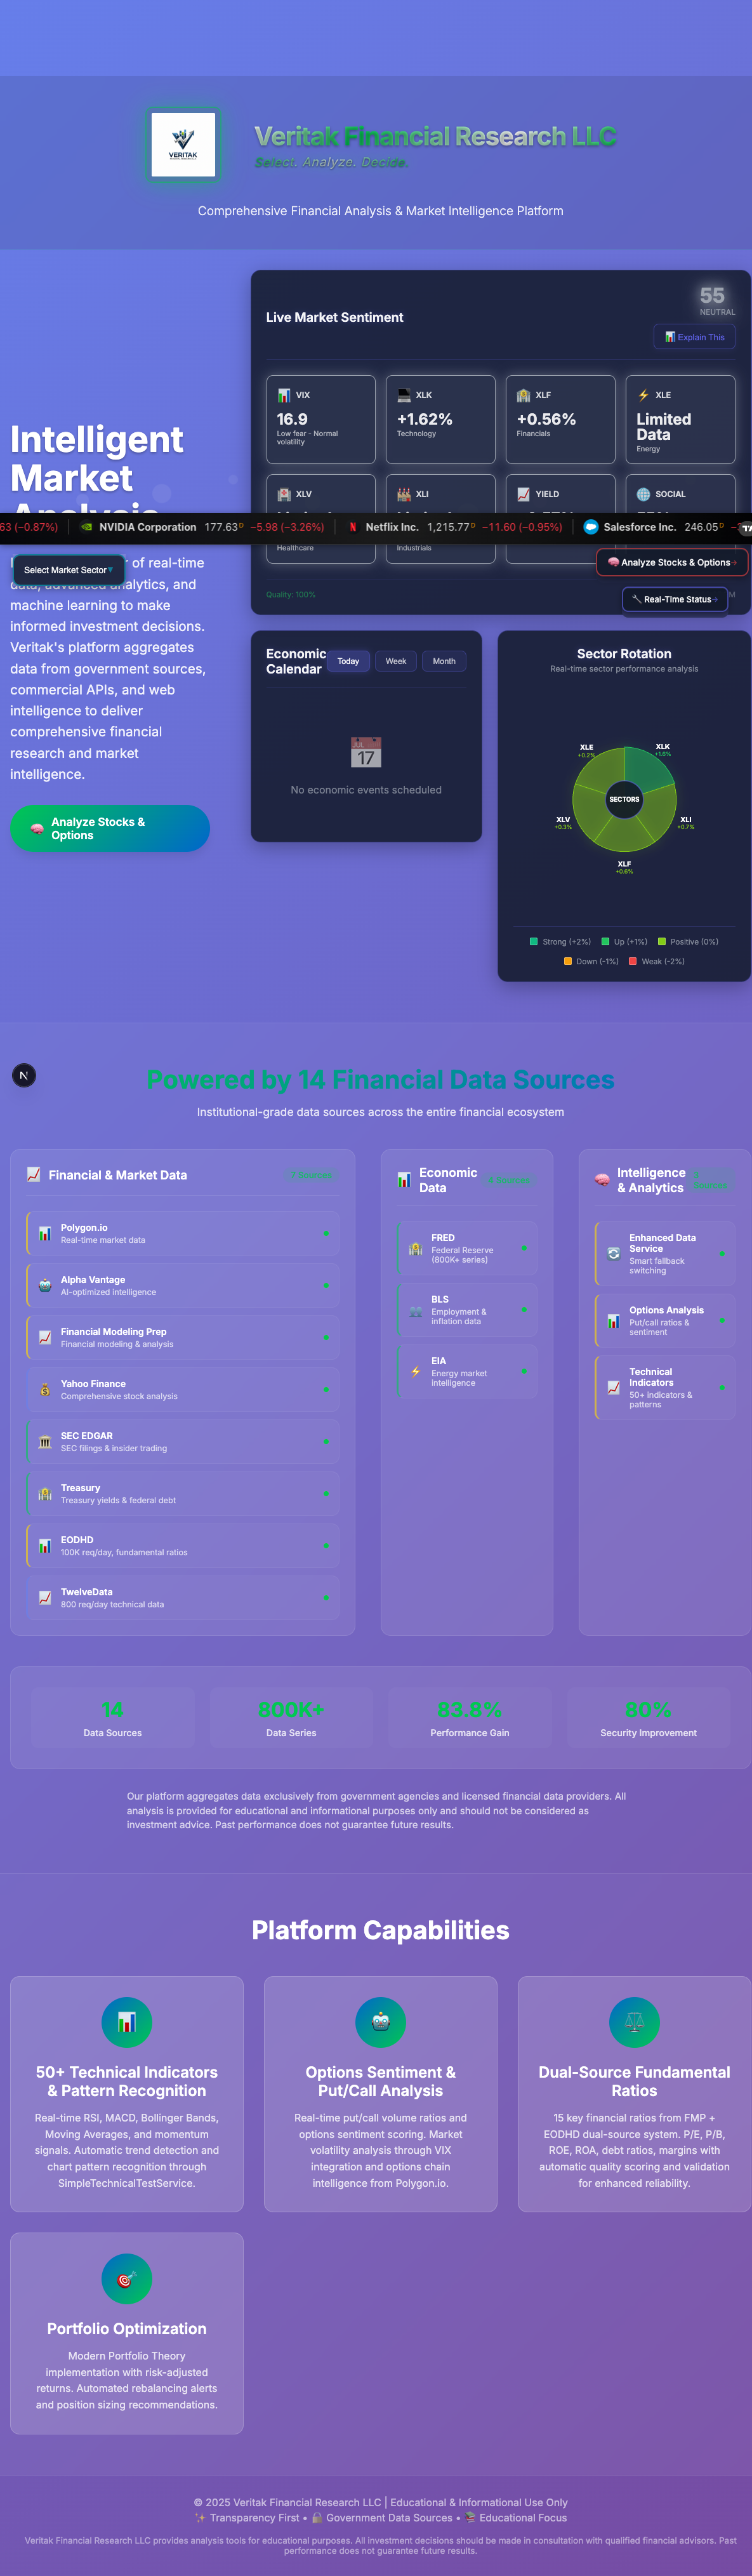 VERITAK
Veritak Financial Research LLC
Select. Analyze. Decide.
Comprehensive Financial Analysis & Market Intelligence Platform
Intelligent
Market
Analysis
of real-time
data, advanced analytics, and
machine learning to make
informed investment decisions.
Veritak's platform aggregates
data from government sources,
commercial APIs, and web
intelligence to deliver
comprehensive financial
research and market
intelligence.
Select Market Sector▼
🧠 Analyze Stocks &
Options
Live Market Sentiment
55
NEUTRAL
📊 Explain This
VIX
16.9
Low fear - Normal
volatility
XLK
+1.62%
Technology
XLF
+0.56%
Financials
XLE
Limited
Data
Energy
XLV
Healthcare
XLI
Industrials
YIELD
SOCIAL
63 (−0.87%)
NVIDIA Corporation 177.63 D −5.98 (−3.26%)
Netflix Inc. 1,215.77 D −11.60 (−0.95%)
Salesforce Inc. 246.05 D
🧠 Analyze Stocks & Options→
🔧 Real-Time Status→
Quality: 100%
M
Economic
Calendar
Today
Week
Month
JUL
17
No economic events scheduled
Sector Rotation
Real-time sector performance analysis
XLE
+0.2%
XLK
+1.6%
XLV
+0.3%
SECTORS
XLI
+0.7%
XLF
+0.6%
Strong (+2%)
Up (+1%)
Positive (0%)
Down (-1%)
Weak (-2%)
N
Powered by 14 Financial Data Sources
Institutional-grade data sources across the entire financial ecosystem
Financial & Market Data
Polygon.io
Real-time market data
Alpha Vantage
AI-optimized intelligence
Financial Modeling Prep
Financial modeling & analysis
Yahoo Finance
Comprehensive stock analysis
SEC EDGAR
SEC filings & insider trading
Treasury
Treasury yields & federal debt
EODHD
100K req/day, fundamental ratios
TwelveData
800 req/day technical data
Economic
Data
FRED
Federal Reserve
(800K+ series)
BLS
Employment &
inflation data
EIA
Energy market
intelligence
Intelligence
& Analytics
Enhanced Data
Service
Smart fallback
switching
Options Analysis
Put/call ratios &
sentiment
Technical
Indicators
50+ indicators &
patterns
14
Data Sources
800K+
Data Series
83.8%
Performance Gain
80%
Security Improvement
Our platform aggregates data exclusively from government agencies and licensed financial data providers. All
analysis is provided for educational and informational purposes only and should not be considered as
investment advice. Past performance does not guarantee future results.
Platform Capabilities
50+ Technical Indicators
& Pattern Recognition
Real-time RSI, MACD, Bollinger Bands,
Moving Averages, and momentum
signals. Automatic trend detection and
chart pattern recognition through
SimpleTechnicalTestService.
Options Sentiment &
Put/Call Analysis
Real-time put/call volume ratios and
options sentiment scoring. Market
volatility analysis through VIX
integration and options chain
intelligence from Polygon.io.
Dual-Source Fundamental
Ratios
15 key financial ratios from FMP +
EODHD dual-source system. P/E, P/B,
ROE, ROA, debt ratios, margins with
automatic quality scoring and validation
for enhanced reliability.
Portfolio Optimization
Modern Portfolio Theory
implementation with risk-adjusted
returns. Automated rebalancing alerts
and position sizing recommendations.
© 2025 Veritak Financial Research LLC | Educational & Informational Use Only
✨ Transparency First • 🔒 Government Data Sources • 📚 Educational Focus
Veritak Financial Research LLC provides analysis tools for educational purposes. All investment decisions should be made in consultation with qualified financial advisors. Past
performance does not guarantee future results.